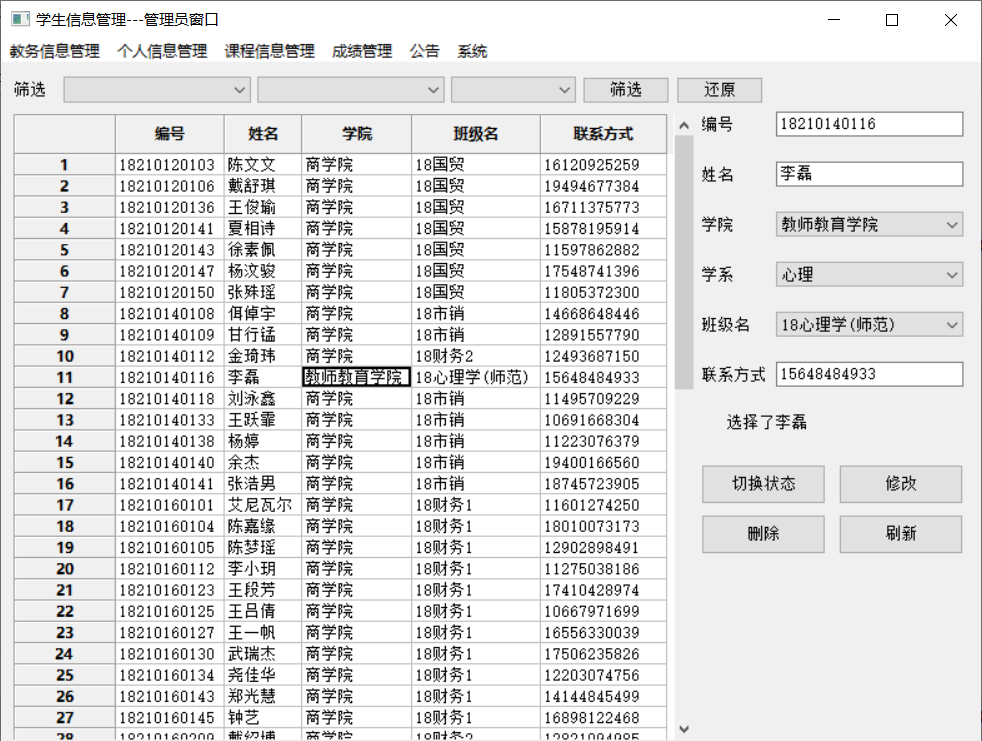 学生信息管理---管理员窗口
教务信息管理 个人信息管理 课程信息管理 成绩管理 公告 系统
筛选 筛选 还原
编号 姓名 学院 班级名 联系方式
1 18210120103 陈文文 商学院 18国贸 16120925259
2 18210120106 戴舒琪 商学院 18国贸 19494677384
3 18210120136 王俊瑜 商学院 18国贸 16711375773
4 18210120141 夏相诗 商学院 18国贸 15878195914
5 18210120143 徐素佩 商学院 18国贸 11597862882
6 18210120147 杨汶骏 商学院 18国贸 17548741396
7 18210120150 张殊瑶 商学院 18国贸 11805372300
8 18210140108 佴倬宇 商学院 18市销 14668648446
9 18210140109 甘行锰 商学院 18市销 12891557790
10 18210140112 金琦玮 商学院 18财务2 12493687150
11 18210140116 李磊 教师教育学院 18心理学(师范) 15648484933
12 18210140118 刘泳鑫 商学院 18市销 11495709229
13 18210140133 王跃霏 商学院 18市销 10691668304
14 18210140138 杨婷 商学院 18市销 11223076379
15 18210140140 余杰 商学院 18市销 19400166560
16 18210140141 张浩男 商学院 18市销 18745723905
17 18210160101 艾尼瓦尔 商学院 18财务1 11601274250
18 18210160104 陈嘉缘 商学院 18财务1 18010073173
19 18210160105 陈梦瑶 商学院 18财务1 12902898491
20 18210160112 李小玥 商学院 18财务1 11275038186
21 18210160123 王段芳 商学院 18财务1 17410428974
22 18210160125 王吕倩 商学院 18财务1 10667971699
23 18210160127 王一帆 商学院 18财务1 16556330039
24 18210160130 武瑞杰 商学院 18财务1 17506235826
25 18210160134 尧佳华 商学院 18财务1 12203074756
26 18210160143 郑光慧 商学院 18财务1 14144845499
27 18210160145 钟艺 商学院 18财务1 16898122468
28 18210160209 商学院 18财务2
编号 18210140116
姓名 李磊
学院 教师教育学院
学系 心理
班级名 18心理学(师范)
联系方式 15648484933
选择了李磊
切换状态 修改
删除 刷新